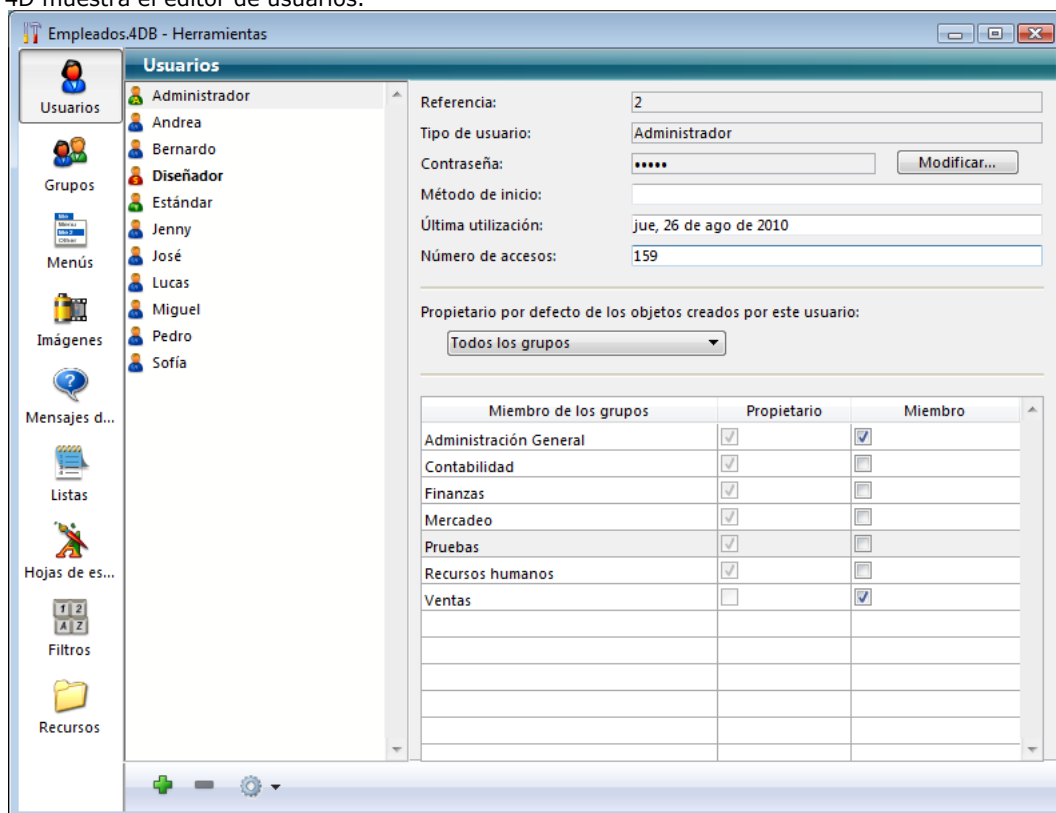 4D muestra el editor de usuarios.
Empleados.4DB - Herramientas
Usuarios
Usuarios
Grupos
Menús
Imágenes
Mensajes d...
Listas
Hojas de es...
Filtros
Recursos
Administrador
Andrea
Bernardo
Diseñador
Estándar
Jenny
José
Lucas
Miguel
Pedro
Sofía
Referencia: 2
Tipo de usuario: Administrador
Contraseña: ••••• Modificar...
Método de inicio:
Última utilización: jue, 26 de ago de 2010
Número de accesos: 159
Propietario por defecto de los objetos creados por este usuario:
Todos los grupos
Miembro de los grupos Propietario Miembro
Administración General
Contabilidad
Finanzas
Mercadeo
Pruebas
Recursos humanos
Ventas